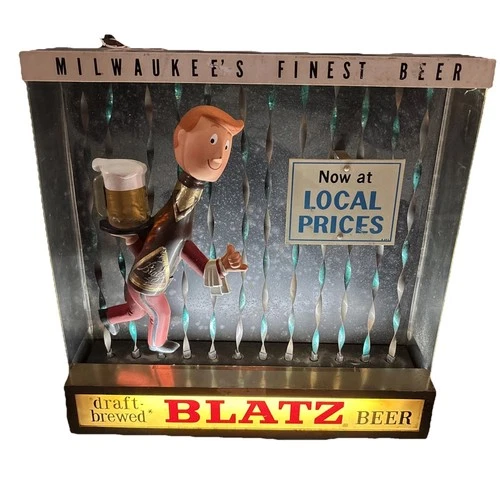 MILWAUKEE'S FINEST BEER
Now at
LOCAL
PRICES
draft-
brewed*
BLATZ BEER